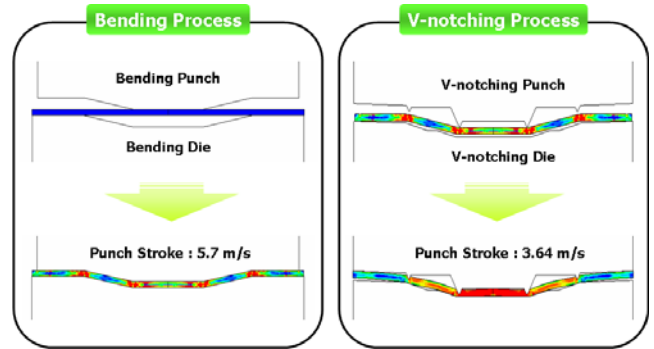 Bending Process
Bending Punch
Bending Die
Punch Stroke : 5.7 m/s
V-notching Process
V-notching Punch
V-notching Die
Punch Stroke : 3.64 m/s